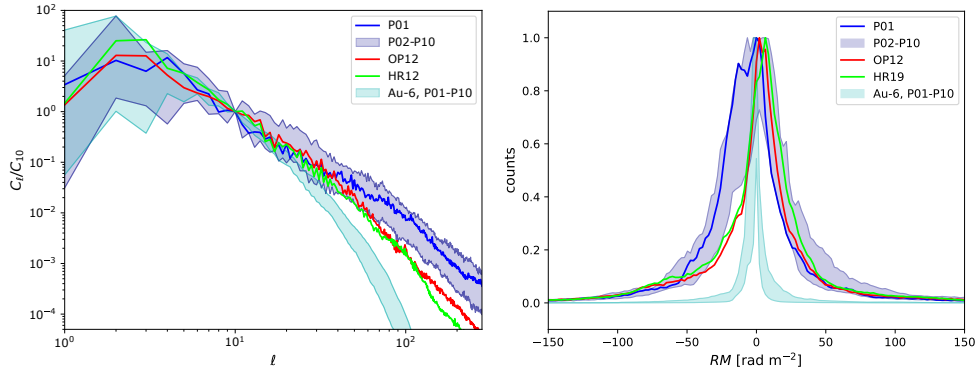 10²
10¹
10⁰
10⁻¹
10⁻²
10⁻³
10⁻⁴
Cℓ/C₁₀
10⁰
10¹
10²
ℓ
P01
P02-P10
OP12
HR12
Au-6, P01-P10
1.0
0.8
0.6
0.4
0.2
0.0
counts
−150
−100
−50
0
50
100
150
RM [rad m⁻²]
P01
P02-P10
OP12
HR19
Au-6, P01-P10